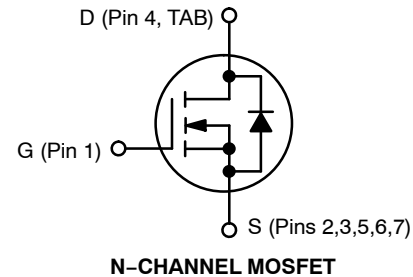 D (Pin 4, TAB)
G (Pin 1)
S (Pins 2,3,5,6,7)
N−CHANNEL MOSFET